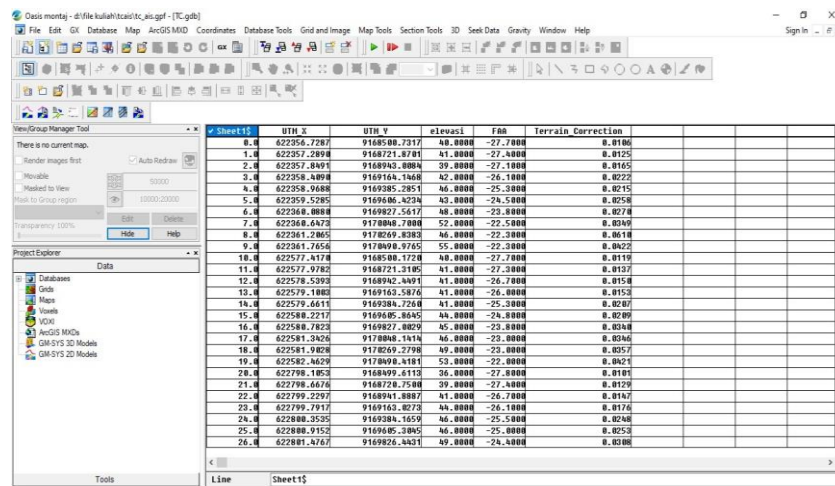 Oasis montaj - d:\file kuliah\tcais\tc_ais.gpf - [TC.gdb]
File Edit GX Database Map ArcGIS MXD Coordinates Database Tools Grid and Image Map Tools Section Tools 3D Seek Data Gravity Window Help Sign In
View/Group Manager Tool
There is no current map.
Render images first Auto Redraw
Movable
Masked to View 50000
Mask to Group region 10000:20000
Transparency 100% Edit Delete
Hide Help
Project Explorer
Data
Databases
Grids
Maps
Voxels
VOXI
ArcGIS MXDs
GM-SYS 3D Models
GM-SYS 2D Models
Tools
Sheet1$ UTM_X UTM_Y elevasi FAA Terrain_Correction
0.0 622356.7287 9168500.7317 40.0000 -27.7000 0.0106
1.0 622357.2890 9168721.8701 41.0000 -27.4000 0.0125
2.0 622357.8491 9168943.0084 39.0000 -27.1000 0.0165
3.0 622358.4090 9169164.1468 42.0000 -26.1000 0.0222
4.0 622358.9688 9169385.2851 46.0000 -25.3000 0.0215
5.0 622359.5285 9169606.4234 43.0000 -24.5000 0.0258
6.0 622360.0880 9169827.5617 48.0000 -23.8000 0.0270
7.0 622360.6473 9170048.7000 52.0000 -22.5000 0.0349
8.0 622361.2065 9170269.8383 46.0000 -22.3000 0.0610
9.0 622361.7656 9170490.9765 55.0000 -22.3000 0.0422
10.0 622577.4170 9168500.1720 40.0000 -27.7000 0.0119
11.0 622577.9782 9168721.3105 41.0000 -27.3000 0.0137
12.0 622578.5393 9168942.4491 41.0000 -26.7000 0.0150
13.0 622579.1003 9169163.5876 41.0000 -26.0000 0.0153
14.0 622579.6611 9169384.7260 41.0000 -25.3000 0.0207
15.0 622580.2217 9169605.8645 44.0000 -24.8000 0.0209
16.0 622580.7823 9169827.0029 45.0000 -23.8000 0.0340
17.0 622581.3426 9170048.1414 46.0000 -23.0000 0.0346
18.0 622581.9028 9170269.2798 49.0000 -23.0000 0.0357
19.0 622582.4629 9170490.4181 53.0000 -22.0000 0.0421
20.0 622798.1053 9168499.6113 36.0000 -27.8000 0.0101
21.0 622798.6676 9168720.7500 39.0000 -27.4000 0.0129
22.0 622799.2297 9168941.8887 41.0000 -26.7000 0.0147
23.0 622799.7917 9169163.0273 44.0000 -26.1000 0.0176
24.0 622800.3535 9169384.1659 46.0000 -25.5000 0.0248
25.0 622800.9152 9169605.3045 46.0000 -25.0000 0.0253
26.0 622801.4767 9169826.4431 49.0000 -24.4000 0.0308
Line Sheet1$